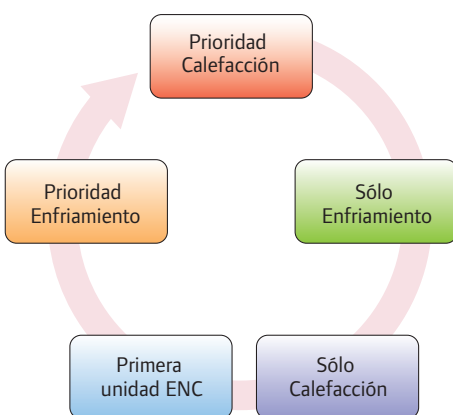 Prioridad
Calefacción
Sólo
Enfriamiento
Sólo
Calefacción
Primera
unidad ENC
Prioridad
Enfriamiento